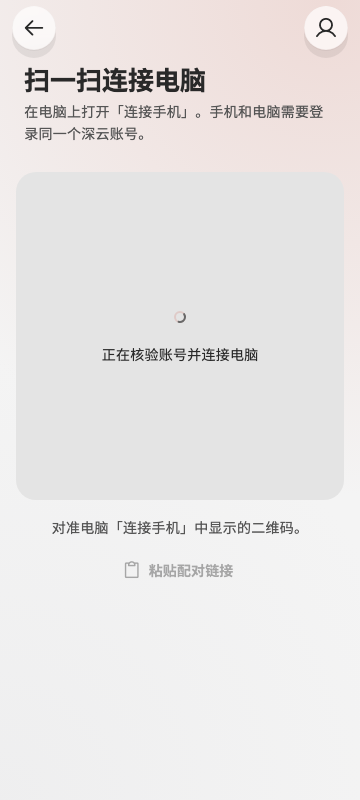 扫一扫连接电脑
在电脑上打开「连接手机」。手机和电脑需要登
录同一个深云账号。
正在核验账号并连接电脑
对准电脑「连接手机」中显示的二维码。
粘贴配对链接